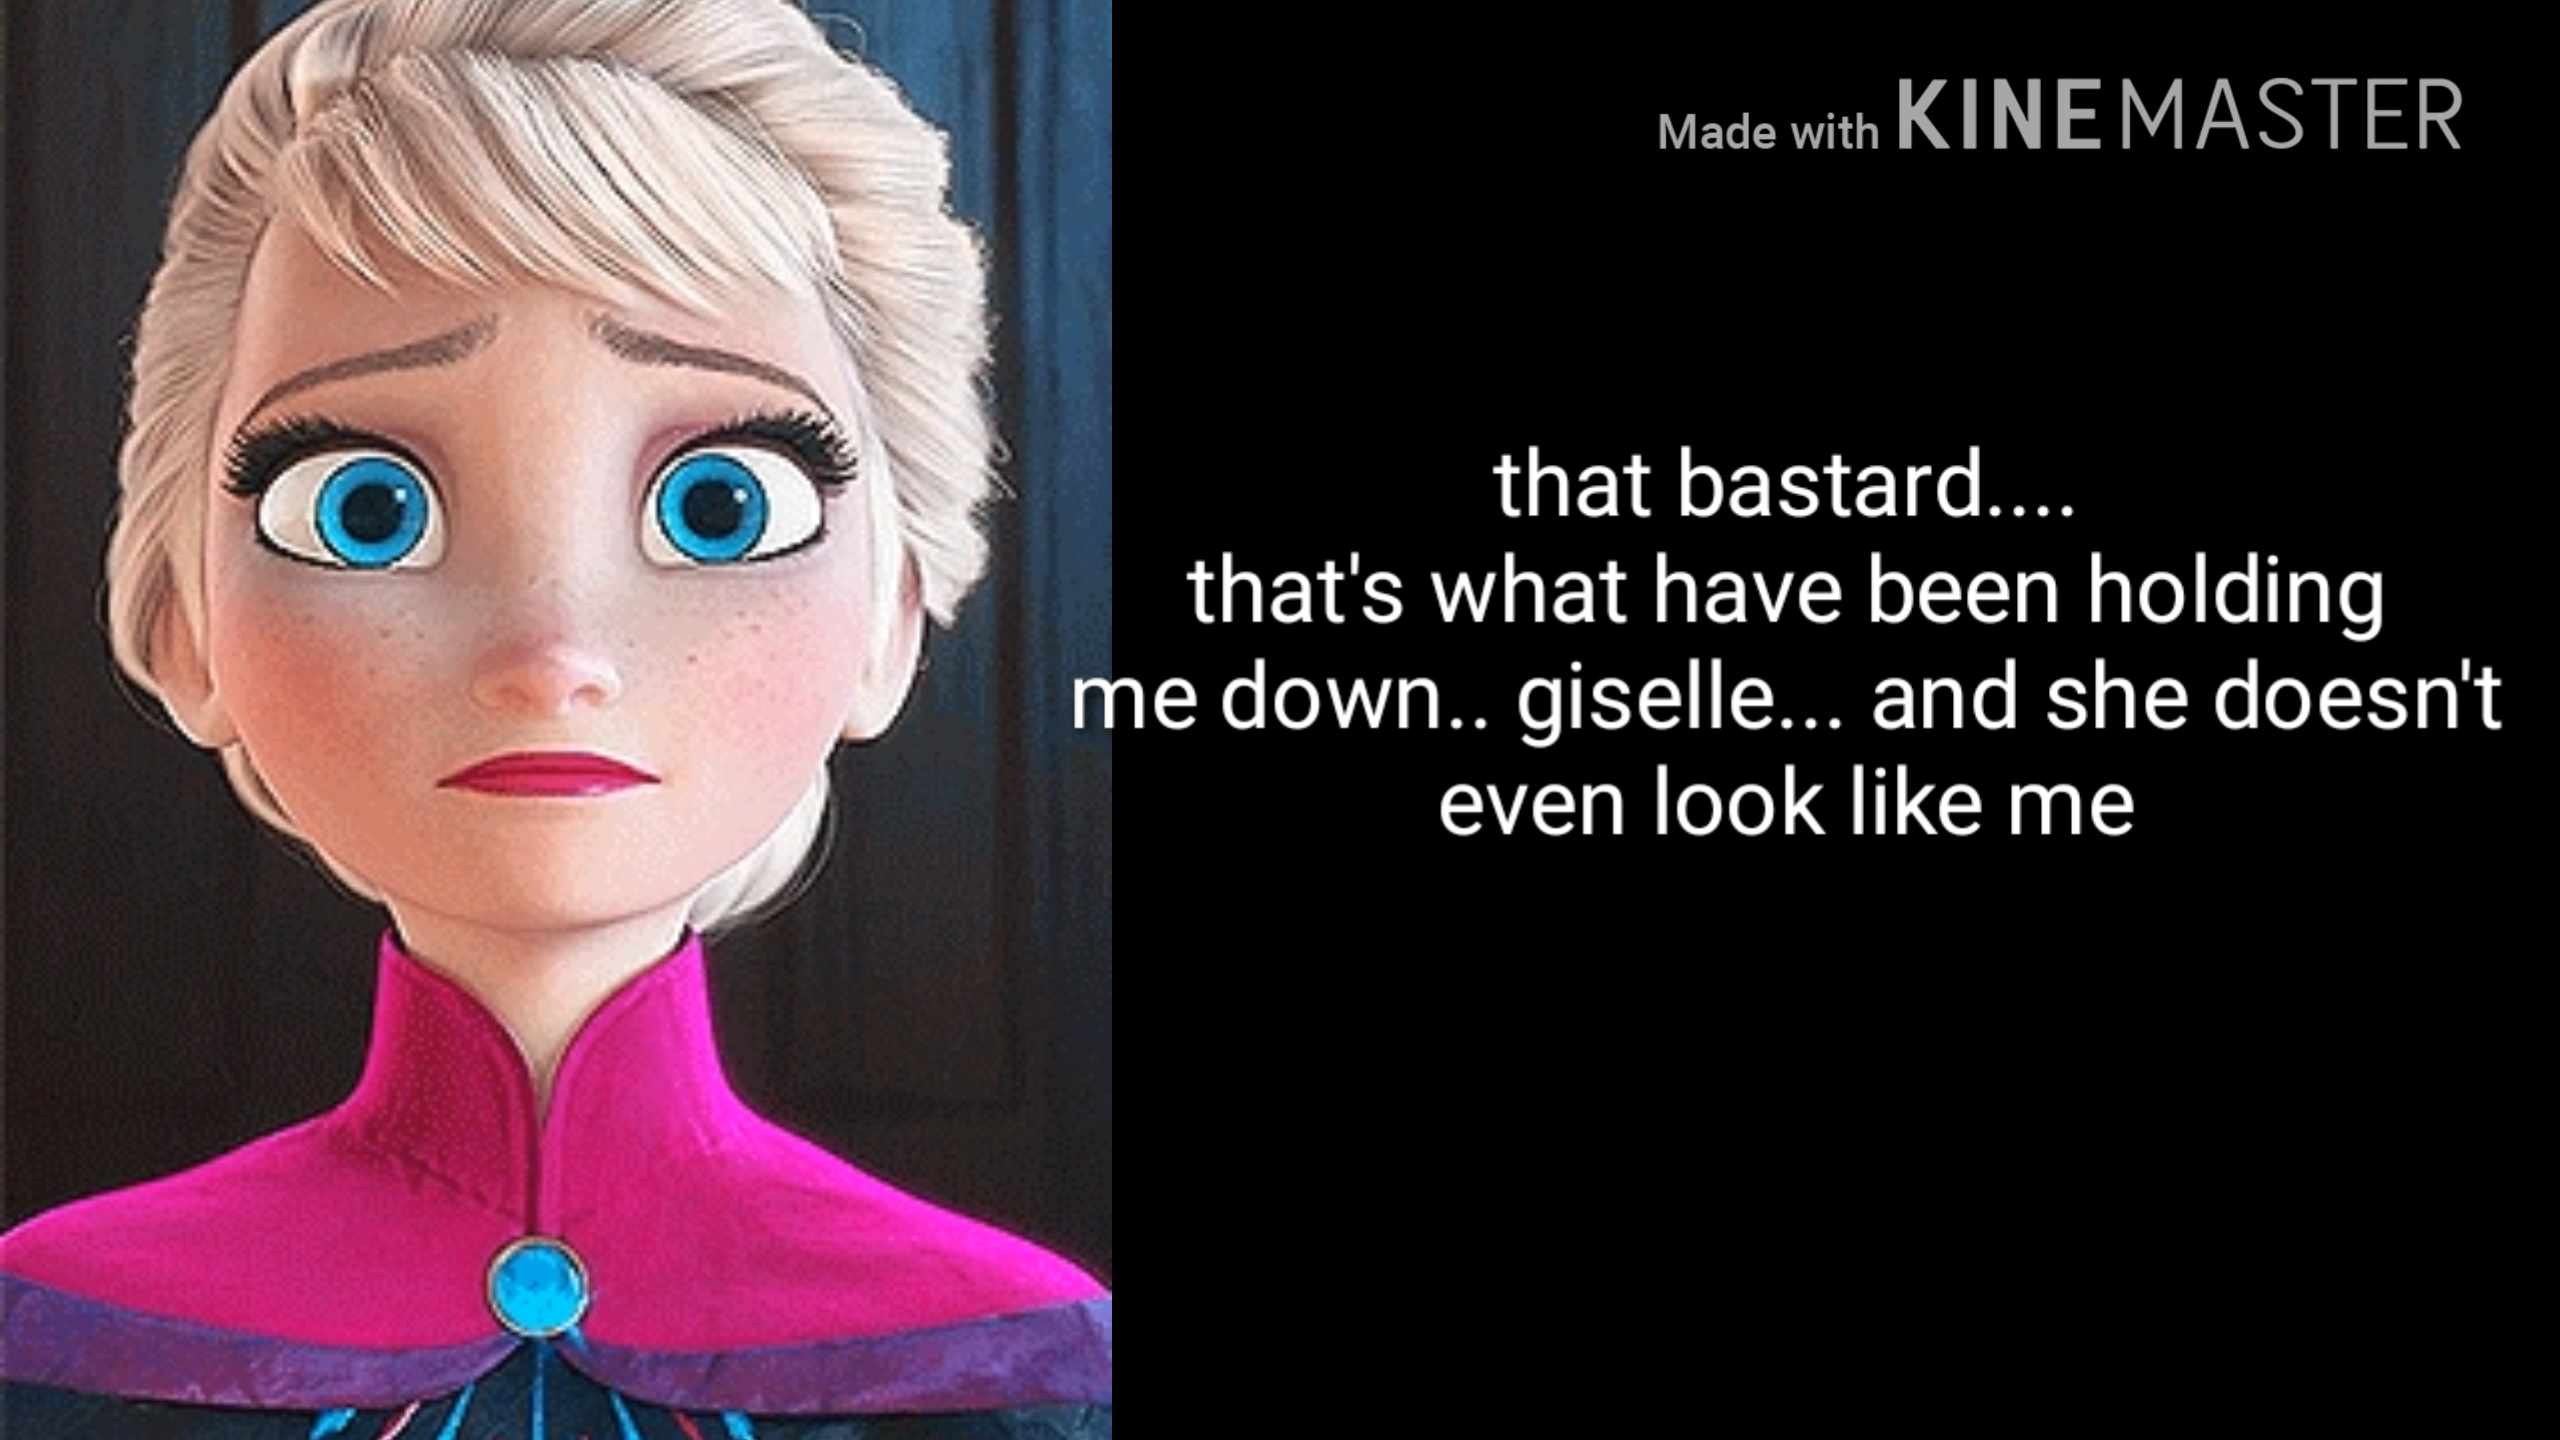 Made with KINEMASTER
that bastard....
that's what have been holding
me down.. giselle... and she doesn't
even look like me